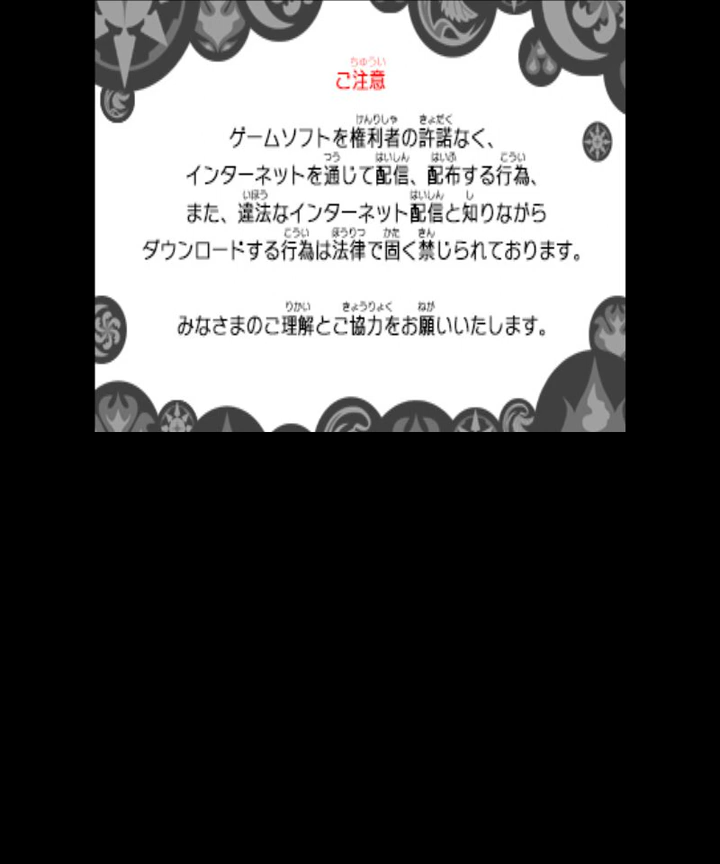 ご注意
ゲームソフトを権利者の許諾なく、
インターネットを通じて配信、配布する行為、
また、違法なインターネット配信と知りながら
ダウンロードする行為は法律で固く禁じられております。
みなさまのご理解とご協力をお願いいたします。